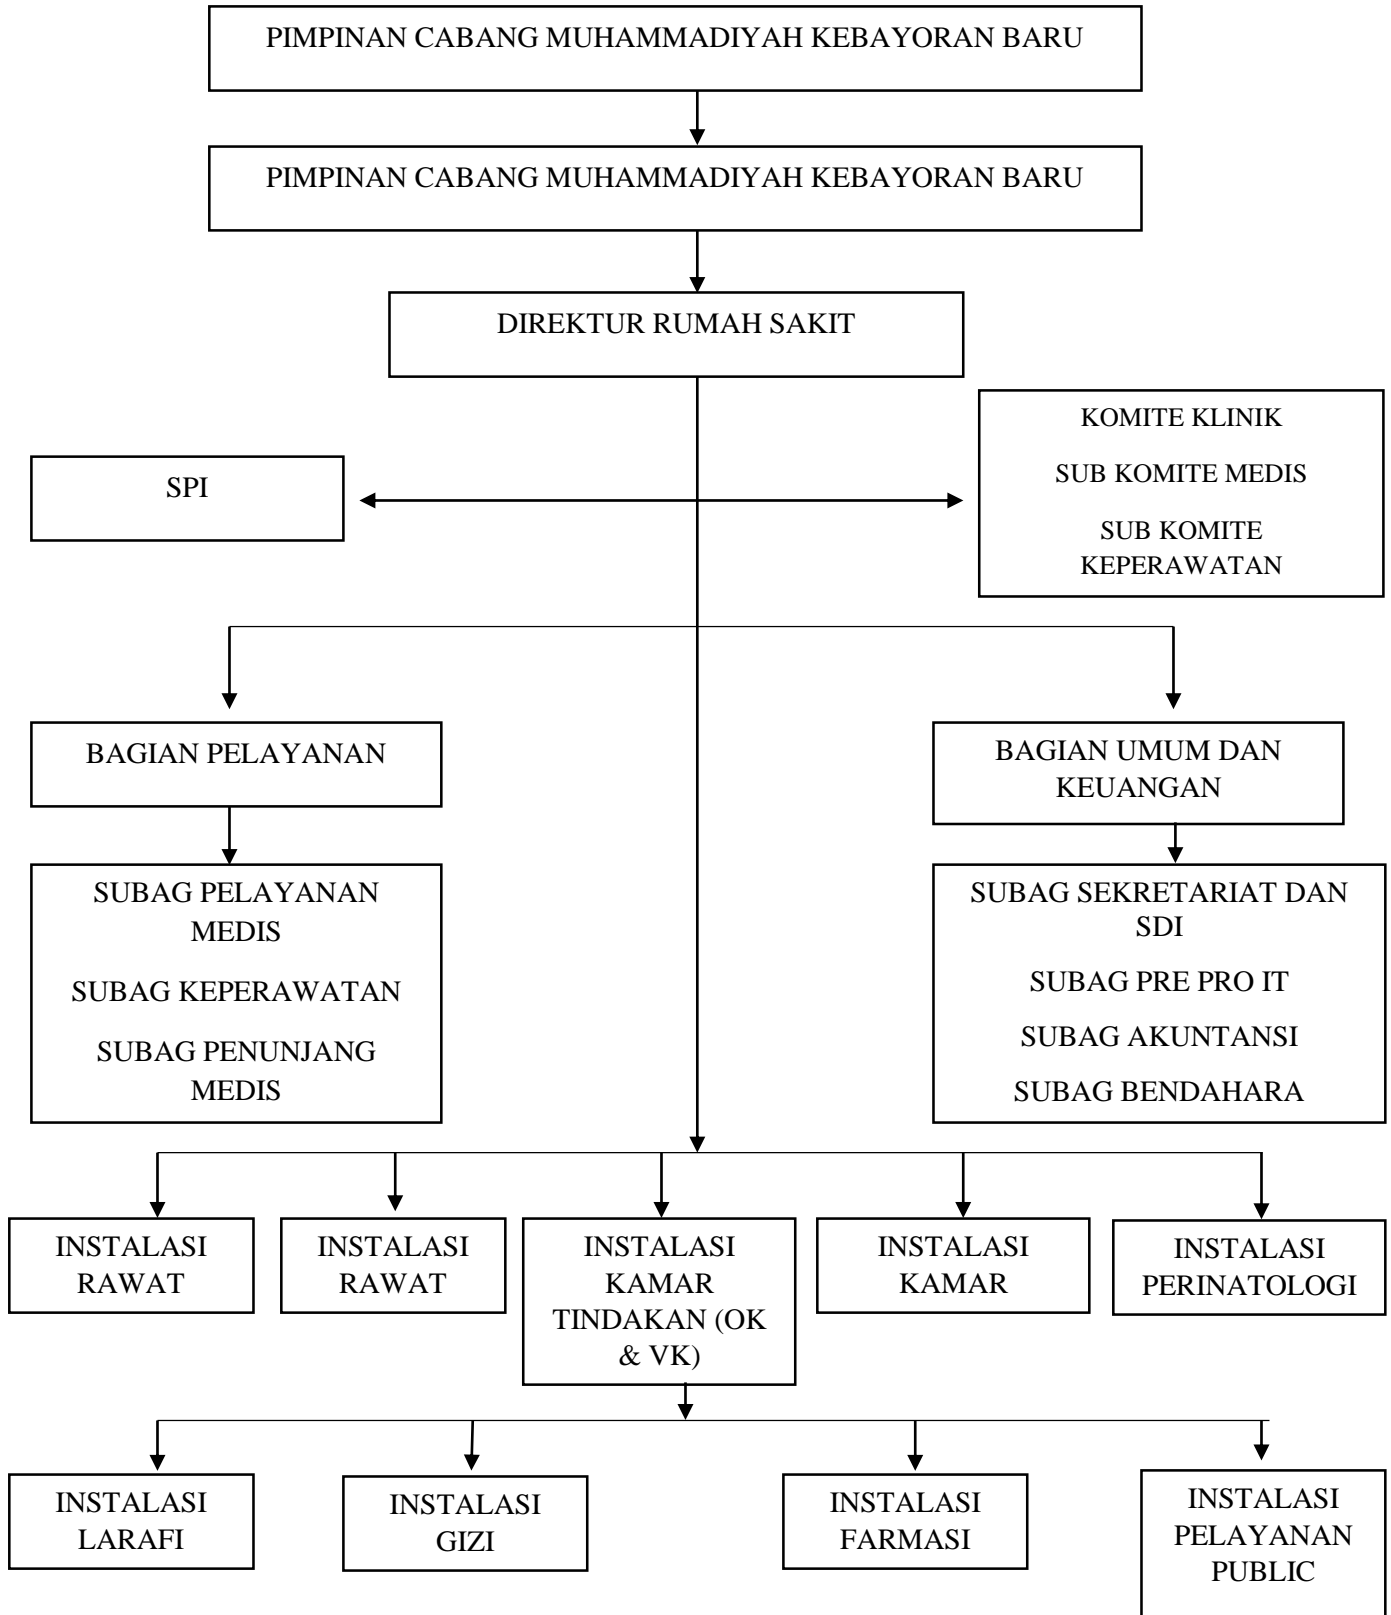 PIMPINAN CABANG MUHAMMADIYAH KEBAYORAN BARU
PIMPINAN CABANG MUHAMMADIYAH KEBAYORAN BARU
DIREKTUR RUMAH SAKIT
SPI
KOMITE KLINIK
SUB KOMITE MEDIS
SUB KOMITE
KEPERAWATAN
BAGIAN PELAYANAN
BAGIAN UMUM DAN
KEUANGAN
SUBAG PELAYANAN
MEDIS
SUBAG KEPERAWATAN
SUBAG PENUNJANG
MEDIS
SUBAG SEKRETARIAT DAN
SDI
SUBAG PRE PRO IT
SUBAG AKUNTANSI
SUBAG BENDAHARA
INSTALASI
RAWAT
INSTALASI
RAWAT
INSTALASI
KAMAR
TINDAKAN (OK
& VK)
INSTALASI
KAMAR
INSTALASI
PERINATOLOGI
INSTALASI
LARAFI
INSTALASI
GIZI
INSTALASI
FARMASI
INSTALASI
PELAYANAN
PUBLIC